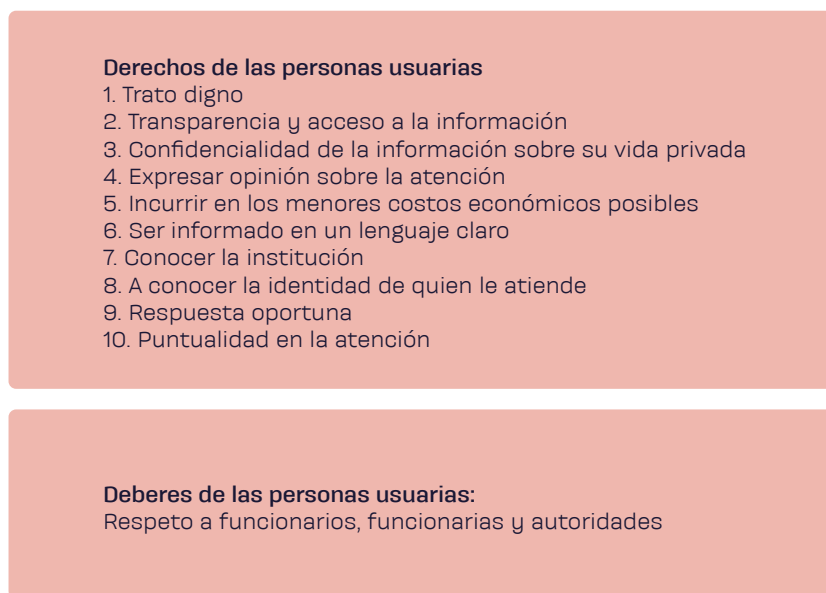 Derechos de las personas usuarias
1. Trato digno
2. Transparencia y acceso a la información
3. Confidencialidad de la información sobre su vida privada
4. Expresar opinión sobre la atención
5. Incurrir en los menores costos económicos posibles
6. Ser informado en un lenguaje claro
7. Conocer la institución
8. A conocer la identidad de quien le atiende
9. Respuesta oportuna
10. Puntualidad en la atención
Deberes de las personas usuarias:
Respeto a funcionarios, funcionarias y autoridades